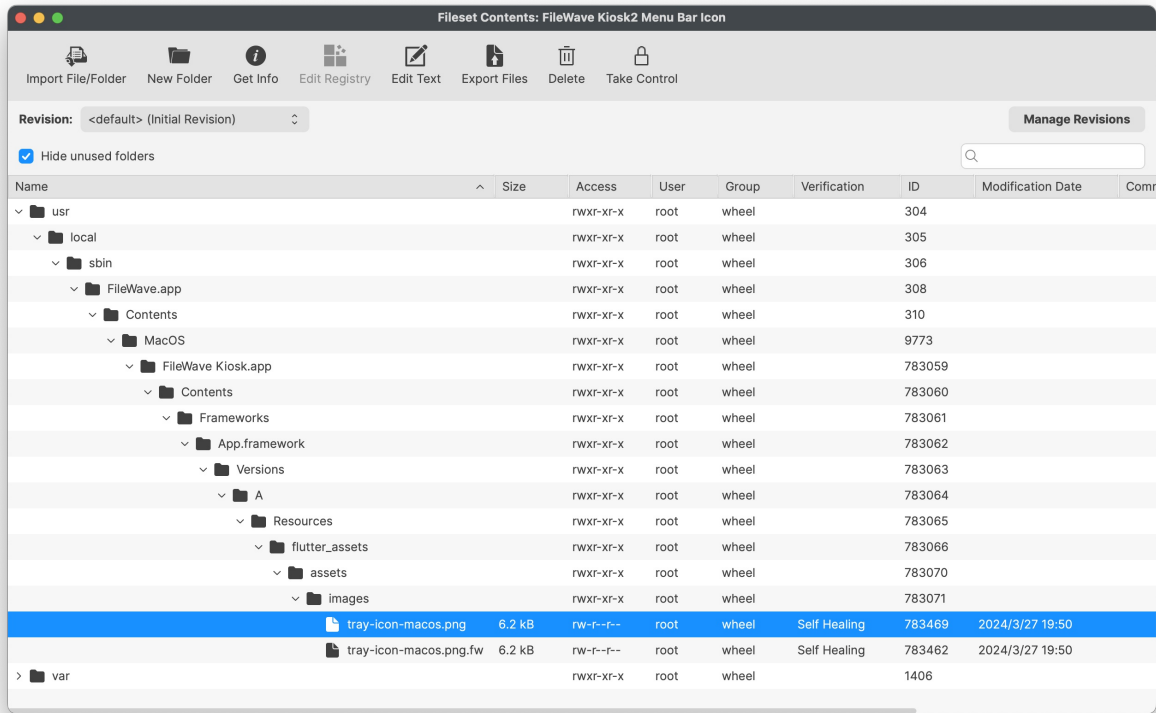 Fileset Contents: FileWave Kiosk2 Menu Bar Icon
Import File/Folder New Folder Get Info Edit Registry Edit Text Export Files Delete Take Control
Revision: <default> (Initial Revision) Manage Revisions
Hide unused folders
Name Size Access User Group Verification ID Modification Date Comr
usr rwxr-xr-x root wheel 304
local rwxr-xr-x root wheel 305
sbin rwxr-xr-x root wheel 306
FileWave.app rwxr-xr-x root wheel 308
Contents rwxr-xr-x root wheel 310
MacOS rwxr-xr-x root wheel 9773
FileWave Kiosk.app rwxr-xr-x root wheel 783059
Contents rwxr-xr-x root wheel 783060
Frameworks rwxr-xr-x root wheel 783061
App.framework rwxr-xr-x root wheel 783062
Versions rwxr-xr-x root wheel 783063
A rwxr-xr-x root wheel 783064
Resources rwxr-xr-x root wheel 783065
flutter_assets rwxr-xr-x root wheel 783066
assets rwxr-xr-x root wheel 783070
images rwxr-xr-x root wheel 783071
tray-icon-macos.png 6.2 kB rw-r--r-- root wheel Self Healing 783469 2024/3/27 19:50
tray-icon-macos.png.fw 6.2 kB rw-r--r-- root wheel Self Healing 783462 2024/3/27 19:50
var rwxr-xr-x root wheel 1406